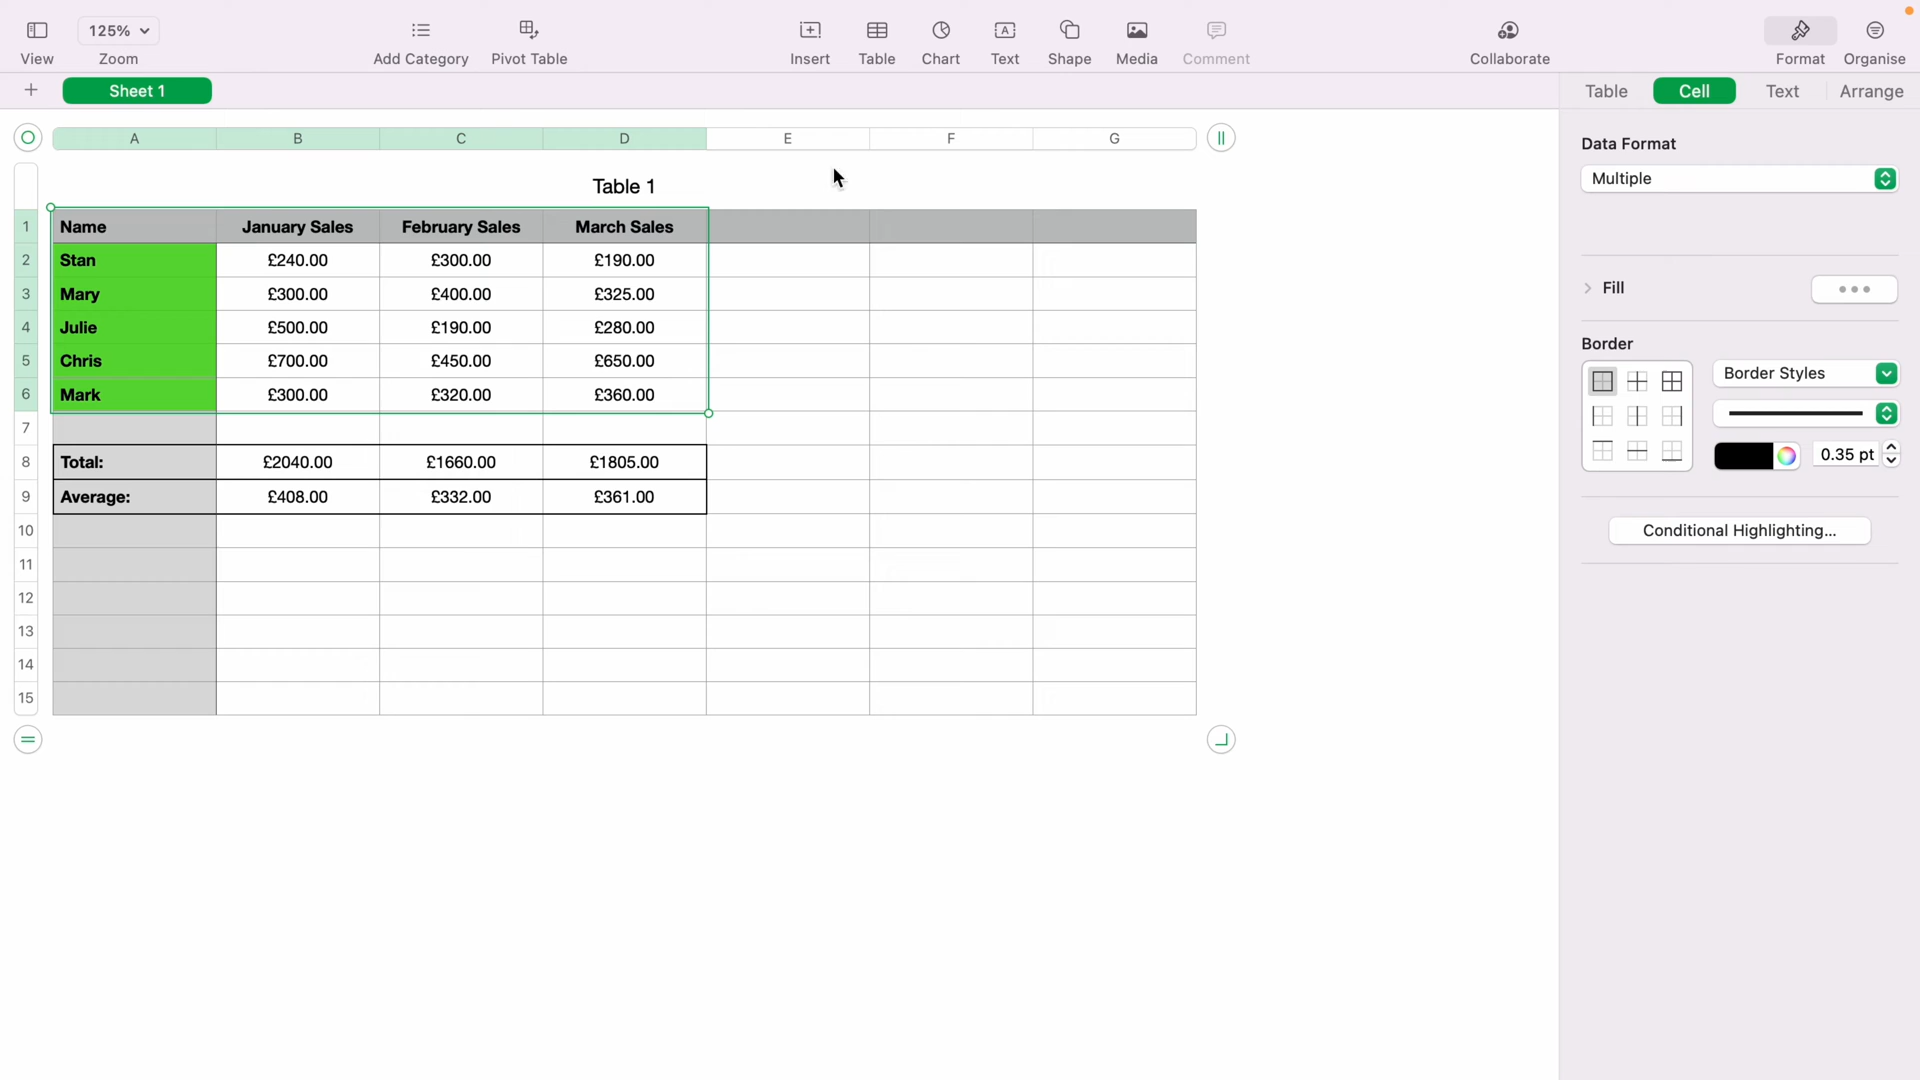 125%
View Zoom Add Category Pivot Table Insert Table Chart Text Shape Media Comment Collaborate Format Organise
+ Sheet 1 Table Cell Text Arrange
A B C D E F G
Data Format
Multiple
Table 1
1 Name January Sales February Sales March Sales
2 Stan £240.00 £300.00 £190.00
3 Mary £300.00 £400.00 £325.00
4 Julie £500.00 £190.00 £280.00
5 Chris £700.00 £450.00 £650.00
6 Mark £300.00 £320.00 £360.00
7
8 Total: £2040.00 £1660.00 £1805.00
9 Average: £408.00 £332.00 £361.00
10
11
12
13
14
15
Fill
Border
Border Styles
0.35 pt
Conditional Highlighting...